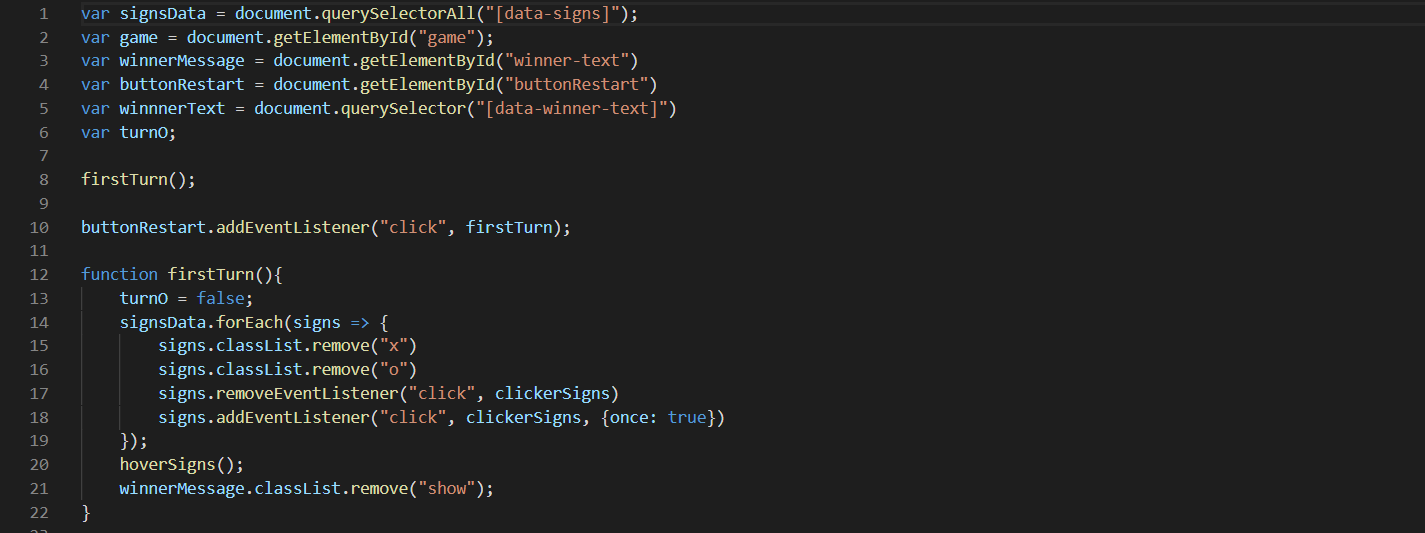 1 var signsData = document.querySelectorAll("[data-signs]");
2 var game = document.getElementById("game");
3 var winnerMessage = document.getElementById("winner-text")
4 var buttonRestart = document.getElementById("buttonRestart")
5 var winnnerText = document.querySelector("[data-winner-text]")
6 var turnO;
7
8 firstTurn();
9
10 buttonRestart.addEventListener("click", firstTurn);
11
12 function firstTurn(){
13 turnO = false;
14 signsData.forEach(signs => {
15 signs.classList.remove("x")
16 signs.classList.remove("o")
17 signs.removeEventListener("click", clickerSigns)
18 signs.addEventListener("click", clickerSigns, {once: true})
19 });
20 hoverSigns();
21 winnerMessage.classList.remove("show");
22 }